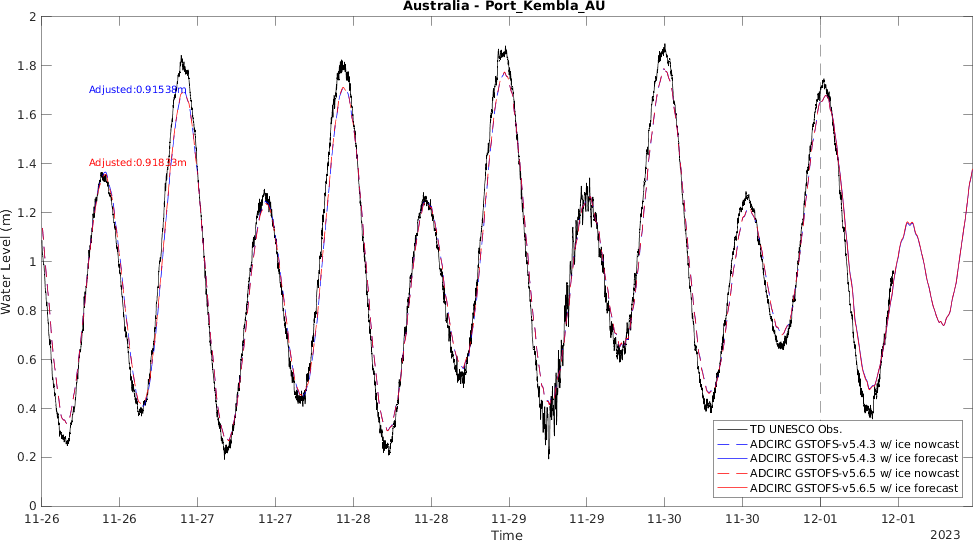 Australia - Port_Kembla_AU
2
1.8
1.6
1.4
1.2
1
0.8
0.6
0.4
0.2
0
Water Level (m)
Adjusted:0.91538m
Adjusted:0.91833m
TD UNESCO Obs.
ADCIRC GSTOFS-v5.4.3 w/ ice nowcast
ADCIRC GSTOFS-v5.4.3 w/ ice forecast
ADCIRC GSTOFS-v5.6.5 w/ ice nowcast
ADCIRC GSTOFS-v5.6.5 w/ ice forecast
11-26 11-26 11-27 11-27 11-28 11-28 11-29 11-29 11-30 11-30 12-01 12-01
Time
2023